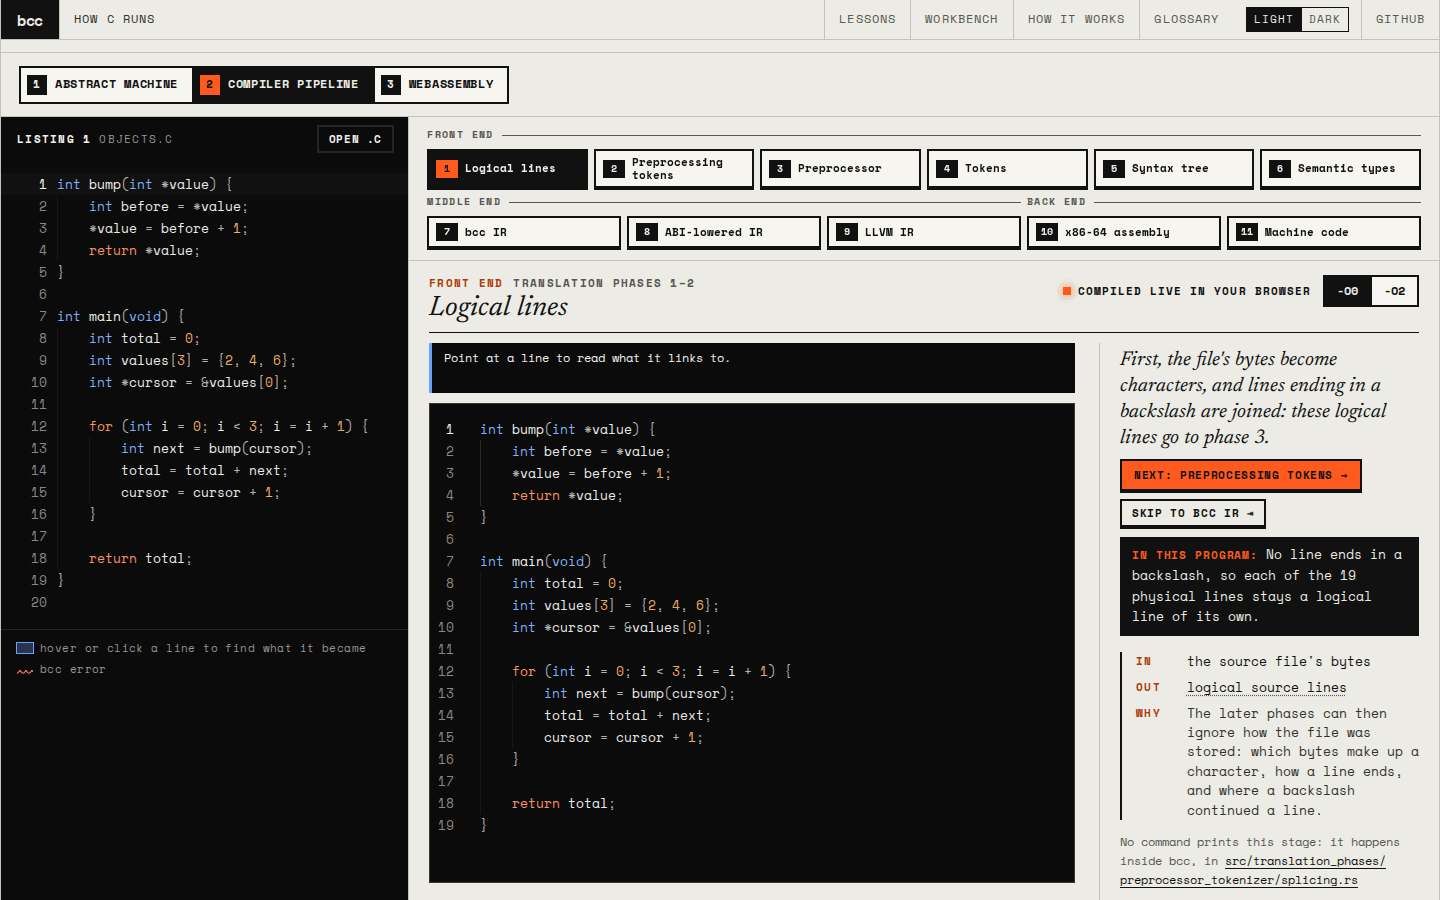 bcc HOW C RUNS LESSONS WORKBENCH HOW IT WORKS GLOSSARY LIGHT DARK GITHUB
1 ABSTRACT MACHINE 2 COMPILER PIPELINE 3 WEBASSEMBLY
LISTING 1 OBJECTS.C OPEN .C
1 int bump(int *value) {
2 int before = *value;
3 *value = before + 1;
4 return *value;
5 }
6
7 int main(void) {
8 int total = 0;
9 int values[3] = {2, 4, 6};
10 int *cursor = &values[0];
11
12 for (int i = 0; i < 3; i = i + 1) {
13 int next = bump(cursor);
14 total = total + next;
15 cursor = cursor + 1;
16 }
17
18 return total;
19 }
20
hover or click a line to find what it became
bcc error
FRONT END
1 Logical lines
2 Preprocessing
tokens
3 Preprocessor
4 Tokens
5 Syntax tree
6 Semantic types
MIDDLE END BACK END
7 bcc IR
8 ABI-lowered IR
9 LLVM IR
10 x86-64 assembly
11 Machine code
FRONT END TRANSLATION PHASES 1–2
Logical lines
COMPILED LIVE IN YOUR BROWSER -O0 -O2
Point at a line to read what it links to.
1 int bump(int *value) {
2 int before = *value;
3 *value = before + 1;
4 return *value;
5 }
6
7 int main(void) {
8 int total = 0;
9 int values[3] = {2, 4, 6};
10 int *cursor = &values[0];
11
12 for (int i = 0; i < 3; i = i + 1) {
13 int next = bump(cursor);
14 total = total + next;
15 cursor = cursor + 1;
16 }
17
18 return total;
19 }
First, the file's bytes become
characters, and lines ending in a
backslash are joined: these logical
lines go to phase 3.
NEXT: PREPROCESSING TOKENS →
SKIP TO BCC IR ⇥
IN THIS PROGRAM: No line ends in a
backslash, so each of the 19
physical lines stays a logical
line of its own.
IN the source file's bytes
OUT logical source lines
WHY The later phases can then
ignore how the file was
stored: which bytes make up a
character, how a line ends,
and where a backslash
continued a line.
No command prints this stage: it happens
inside bcc, in src/translation_phases/
preprocessor_tokenizer/splicing.rs